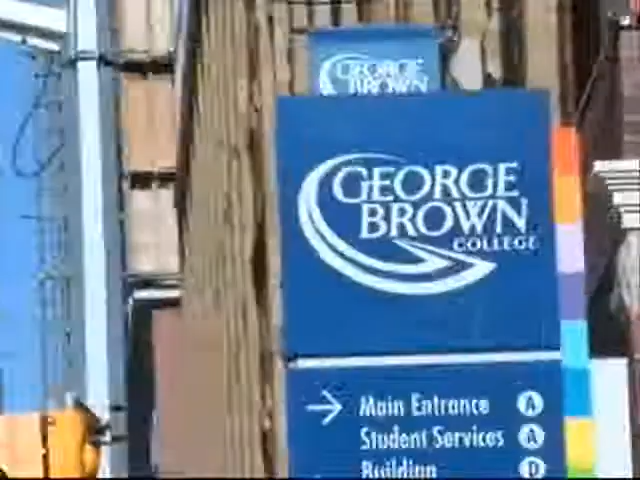 GEORGE
BROWN
GEORGE
BROWN
COLLEGE
→ Main Entrance A
Student Services A
Building D